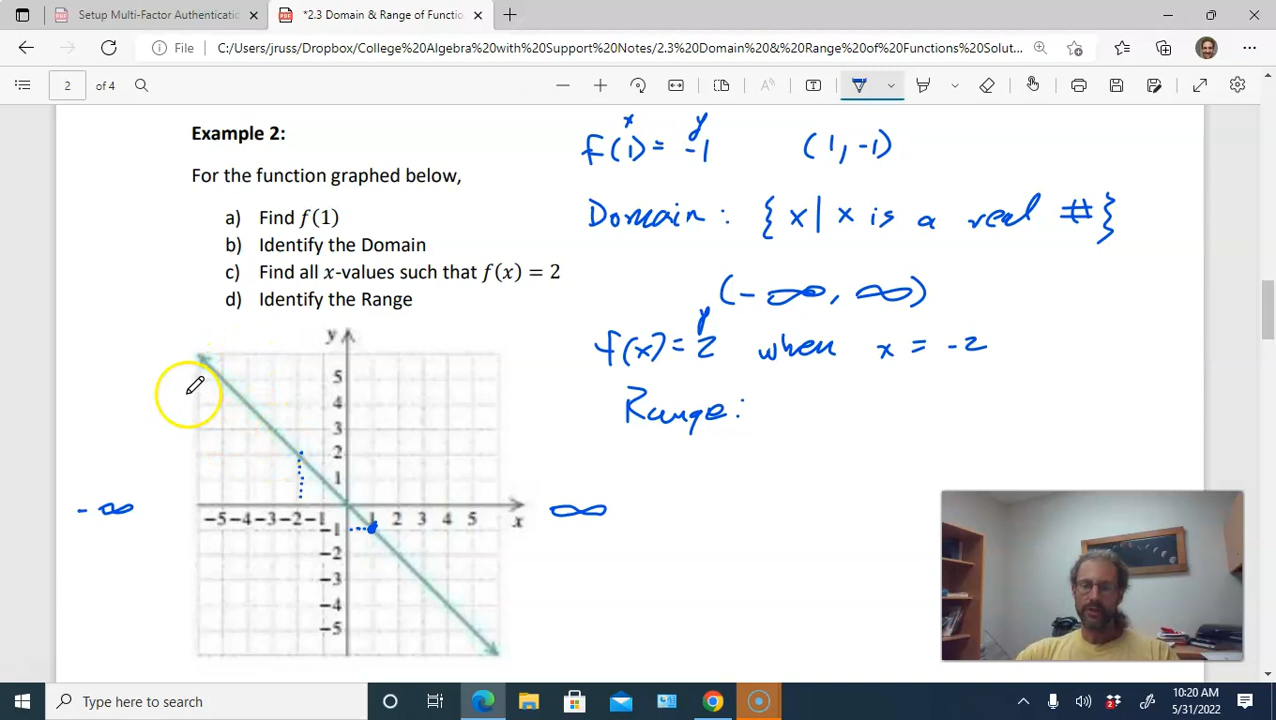 Setup Multi-Factor Authenticatic
*2.3 Domain & Range of Functio
File C:/Users/jruss/Dropbox/College%20Algebra%20with%20Support%20Notes/2.3%20Domain%20&%20Range%20of%20Functions%20Solut...
2 of 4
Example 2:
For the function graphed below,
a) Find f(1)
b) Identify the Domain
c) Find all x-values such that f(x) = 2
d) Identify the Range
x y
f(1) = -1 (1, -1)
Domain: {x | x is a real #}
(-∞, ∞)
y
f(x) = 2 when x = -2
Range:
y
5
4
3
2
1
-∞ ∞
-5 -4 -3 -2 -1 1 2 3 4 5 x
-1
-2
-3
-4
-5
Type here to search
2
10:20 AM
5/31/2022